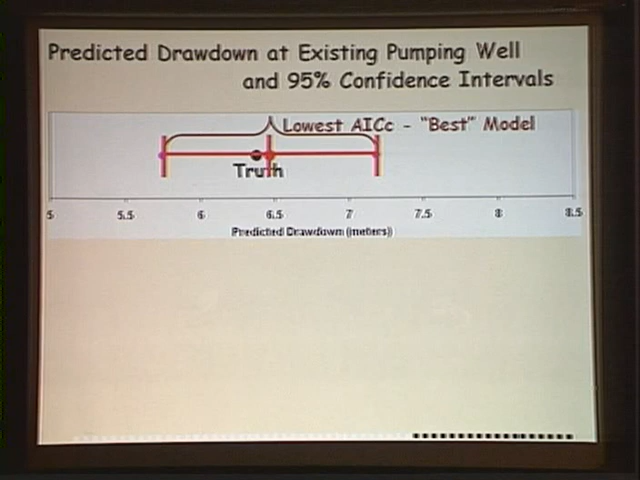 Predicted Drawdown at Existing Pumping Well
and 95% Confidence Intervals
Lowest AICc - “Best” Model
Truth
5 5.5 6 6.5 7 7.5 8 8.5
Predicted Drawdown (meters)